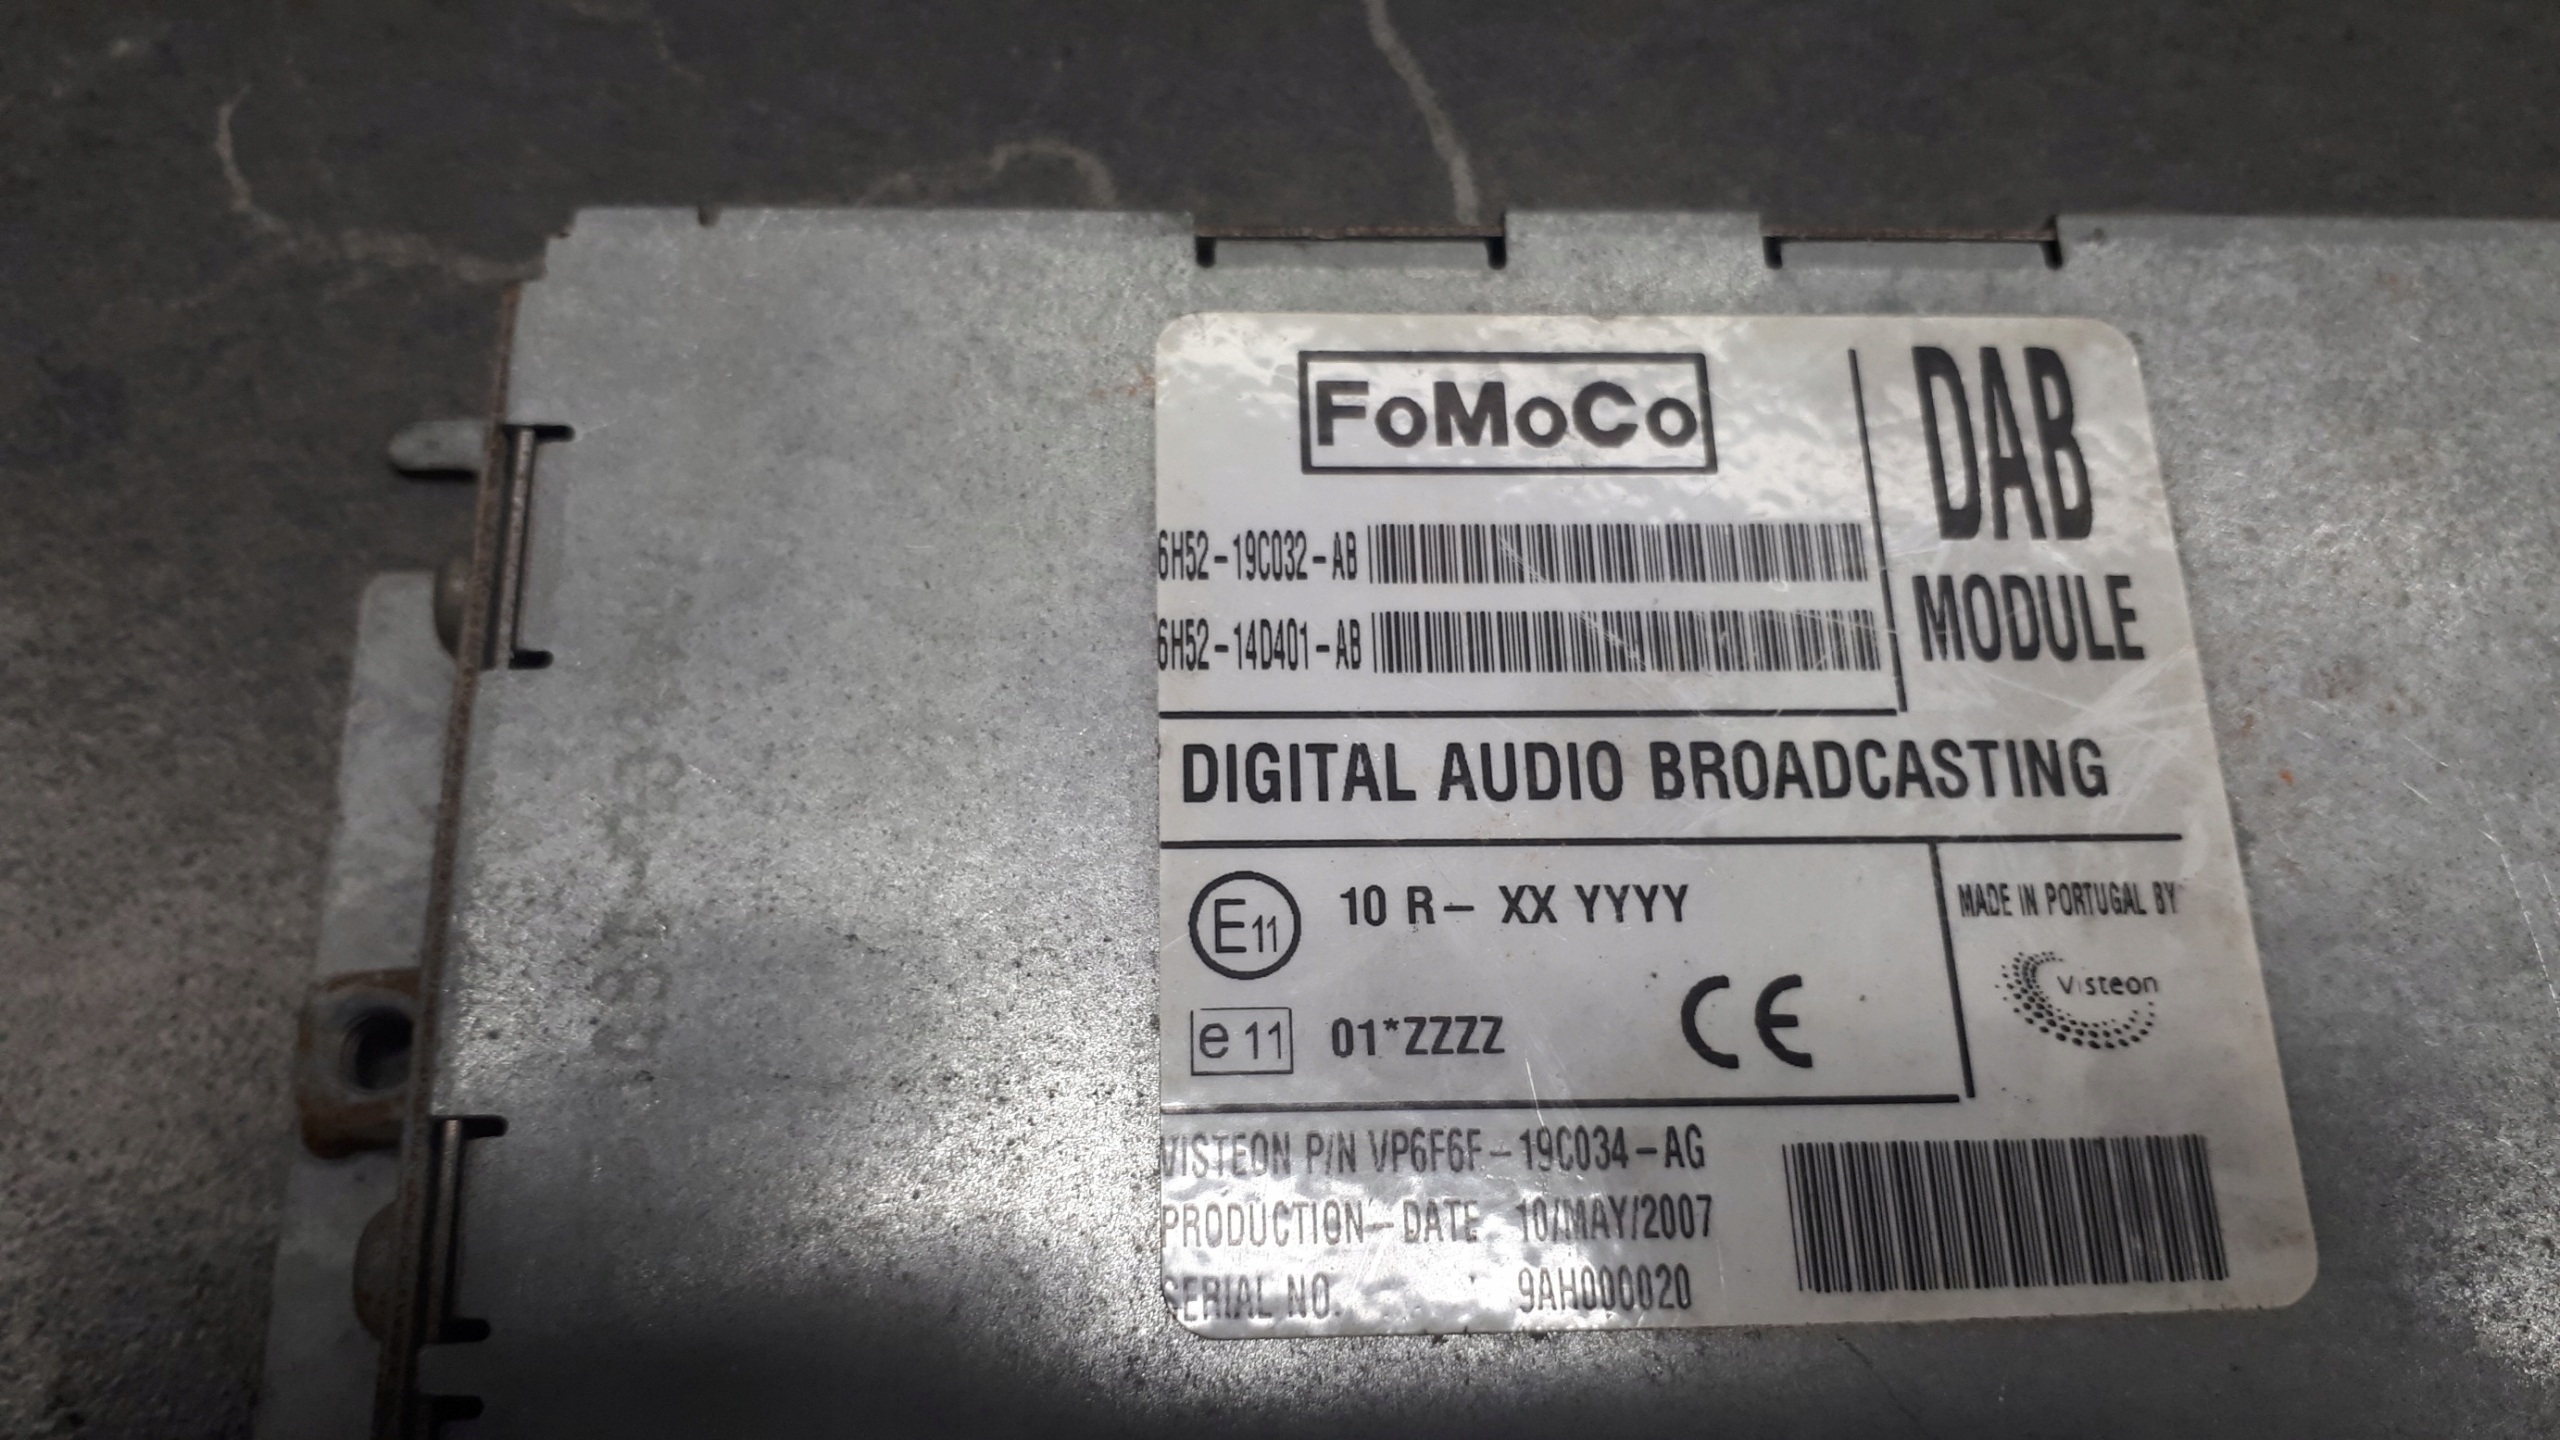 FoMoCo
DAB
MODULE
6H52-19C032-AB
6H52-14D401-AB
DIGITAL AUDIO BROADCASTING
E11 10 R- XX YYYY
e 11 01*ZZZZ
CE
MADE IN PORTUGAL BY
Visteon
VISTEON P/N VP6F6F-19C034-AG
PRODUCTION-DATE 10/MAY/2007
SERIAL NO. 9AH000020